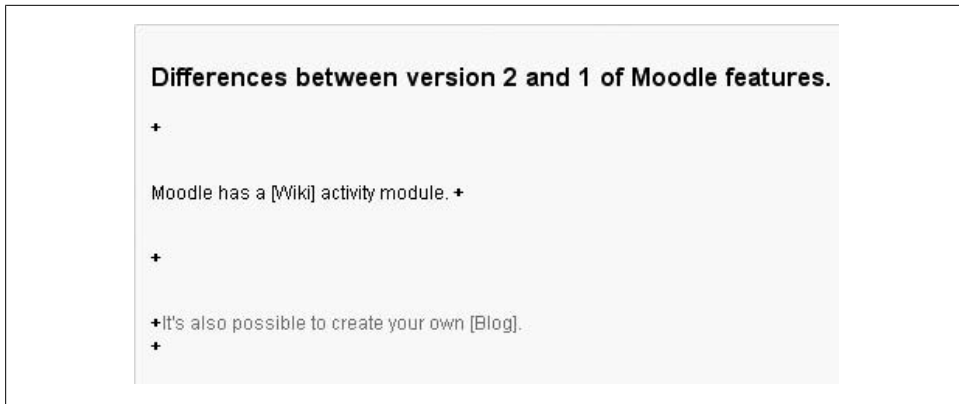 Differences between version 2 and 1 of Moodle features.
+
Moodle has a [Wiki] activity module. +
+
+It's also possible to create your own [Blog].
+